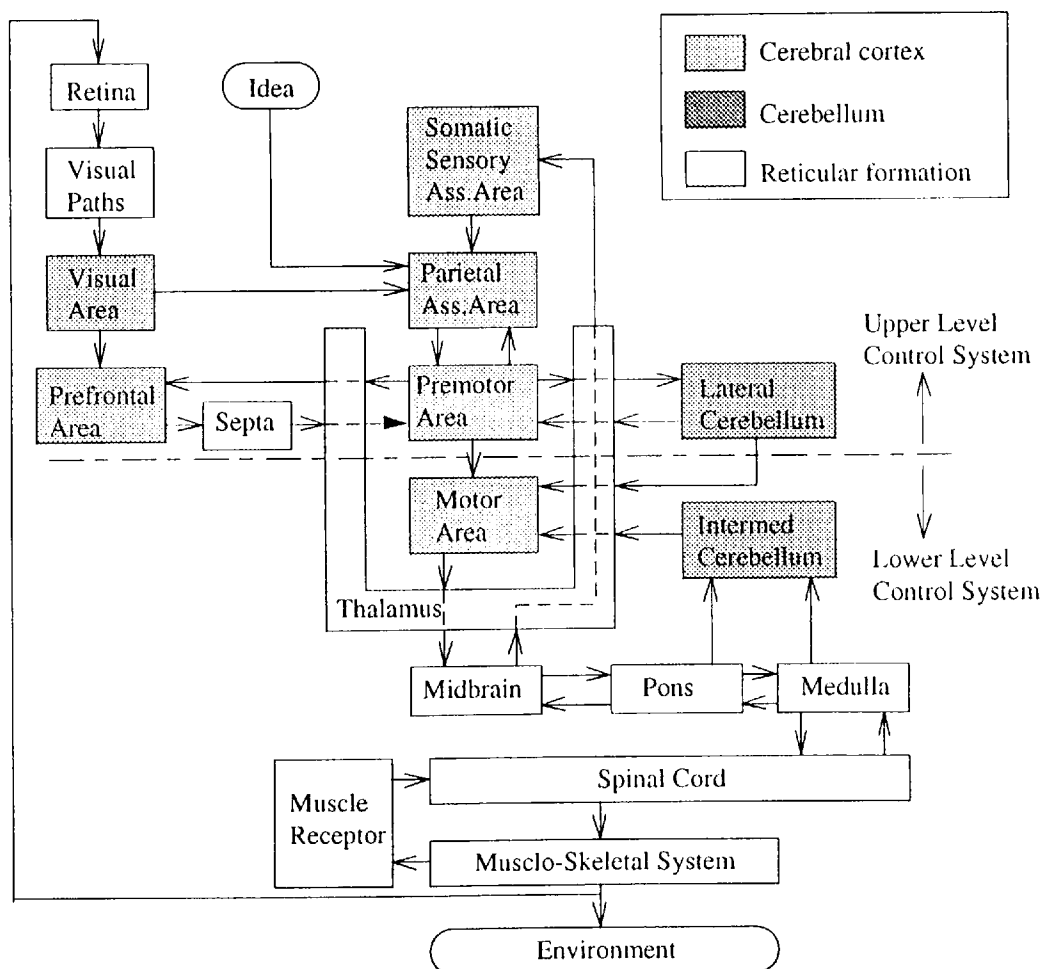 Retina
Visual
Paths
Visual
Area
Prefrontal
Area
Septa
Idea
Somatic
Sensory
Ass.Area
Parietal
Ass.Area
Premotor
Area
Motor
Area
Thalamus
Lateral
Cerebellum
Intermed
Cerebellum
Cerebral cortex
Cerebellum
Reticular formation
Upper Level
Control System
Lower Level
Control System
Midbrain
Pons
Medulla
Spinal Cord
Muscle
Receptor
Musclo-Skeletal System
Environment